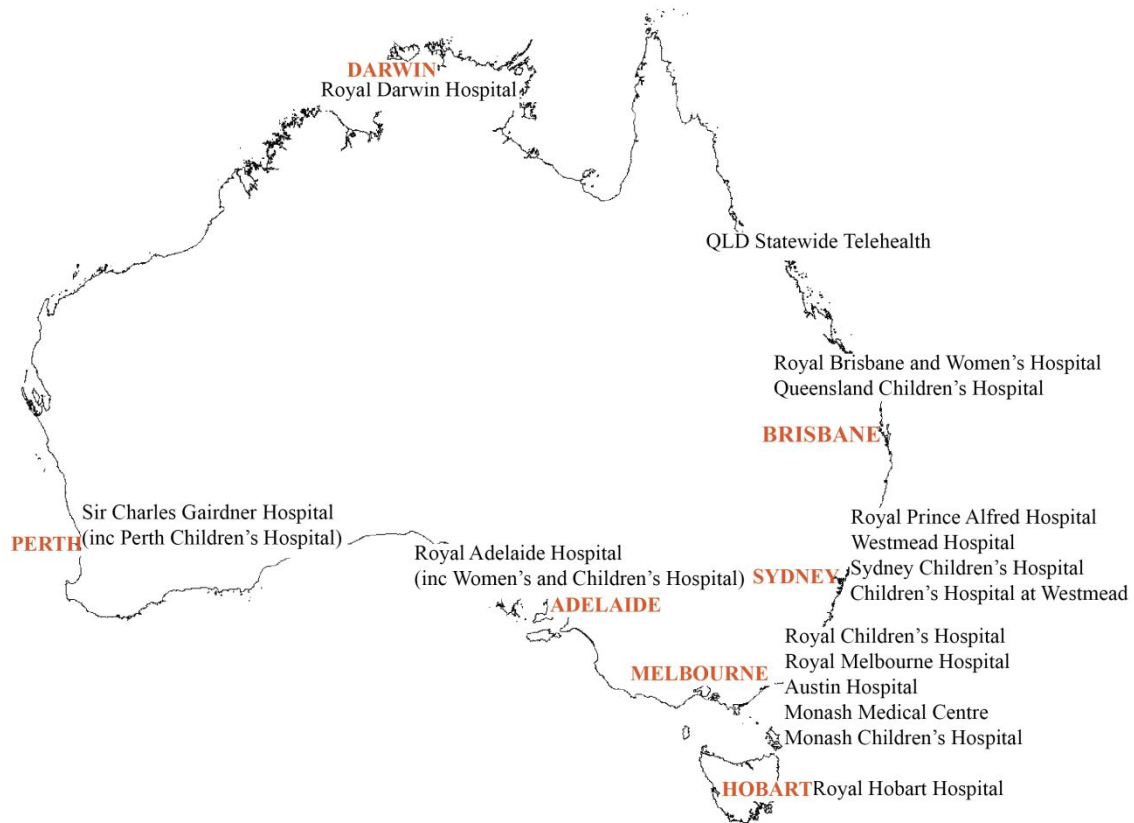 DARWIN
Royal Darwin Hospital
QLD Statewide Telehealth
Royal Brisbane and Women’s Hospital
Queensland Children’s Hospital
BRISBANE
Sir Charles Gairdner Hospital
(inc Perth Children’s Hospital)
PERTH
Royal Adelaide Hospital
(inc Women’s and Children’s Hospital)
ADELAIDE
Royal Prince Alfred Hospital
Westmead Hospital
SYDNEY
Sydney Children’s Hospital
Children’s Hospital at Westmead
MELBOURNE
Royal Children’s Hospital
Royal Melbourne Hospital
Austin Hospital
Monash Medical Centre
Monash Children’s Hospital
HOBART
Royal Hobart Hospital